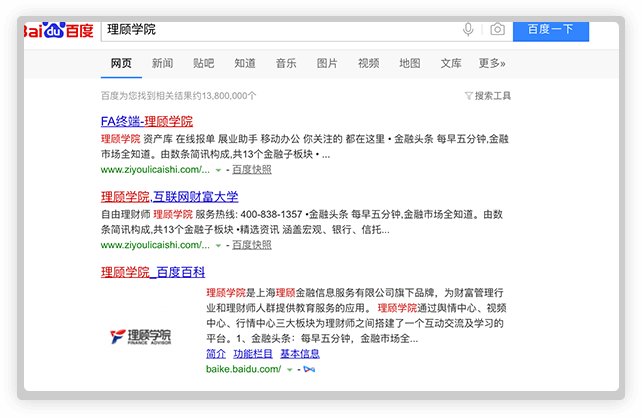 Bai du 百度 理顾学院 百度一下
网页 新闻 贴吧 知道 音乐 图片 视频 地图 文库 更多»
百度为您找到相关结果约13,800,000个 搜索工具
FA终端-理顾学院
理顾学院 资产库 在线报单 展业助手 移动办公 你关注的 都在这里 • 金融头条 每早五分钟,金融
市场全知道。由数条简讯构成,共13个金融子板块 • ...
www.ziyoulicaishi.com/... - 百度快照
理顾学院,互联网财富大学
自由理财师 理顾学院 服务热线: 400-838-1357 •金融头条 每早五分钟,金融市场全知道。由数
条简讯构成,共13个金融子板块 •精选资讯 涵盖宏观、银行、信托...
www.ziyoulicaishi.com/... - 百度快照
理顾学院_百度百科
理顾学院是上海理顾金融信息服务有限公司旗下品牌，为财富管理行
业和理财师人群提供教育服务的应用。 理顾学院通过舆情中心、视频
中心、行情中心三大板块为理财师之间搭建了一个互动交流及学习的
平台。1、金融头条：每早五分钟，金融市场全...
理顾学院
FINANCE ADVISOR
简介 功能栏目 基本信息
baike.baidu.com/ -